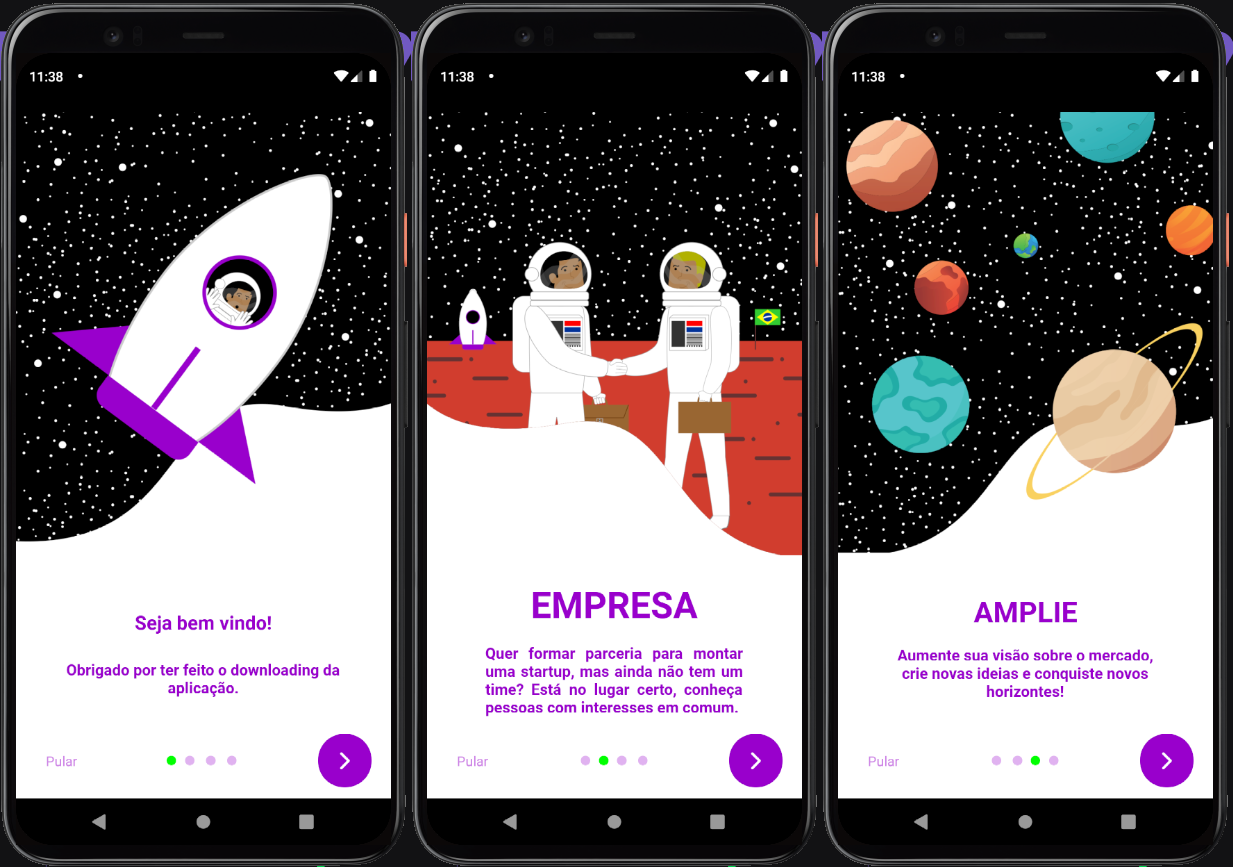 11:38
Seja bem vindo!
Obrigado por ter feito o downloading da
aplicação.
Pular
11:38
EMPRESA
Quer formar parceria para montar
uma startup, mas ainda não tem um
time? Está no lugar certo, conheça
pessoas com interesses em comum.
Pular
11:38
AMPLIE
Aumente sua visão sobre o mercado,
crie novas ideias e conquiste novos
horizontes!
Pular